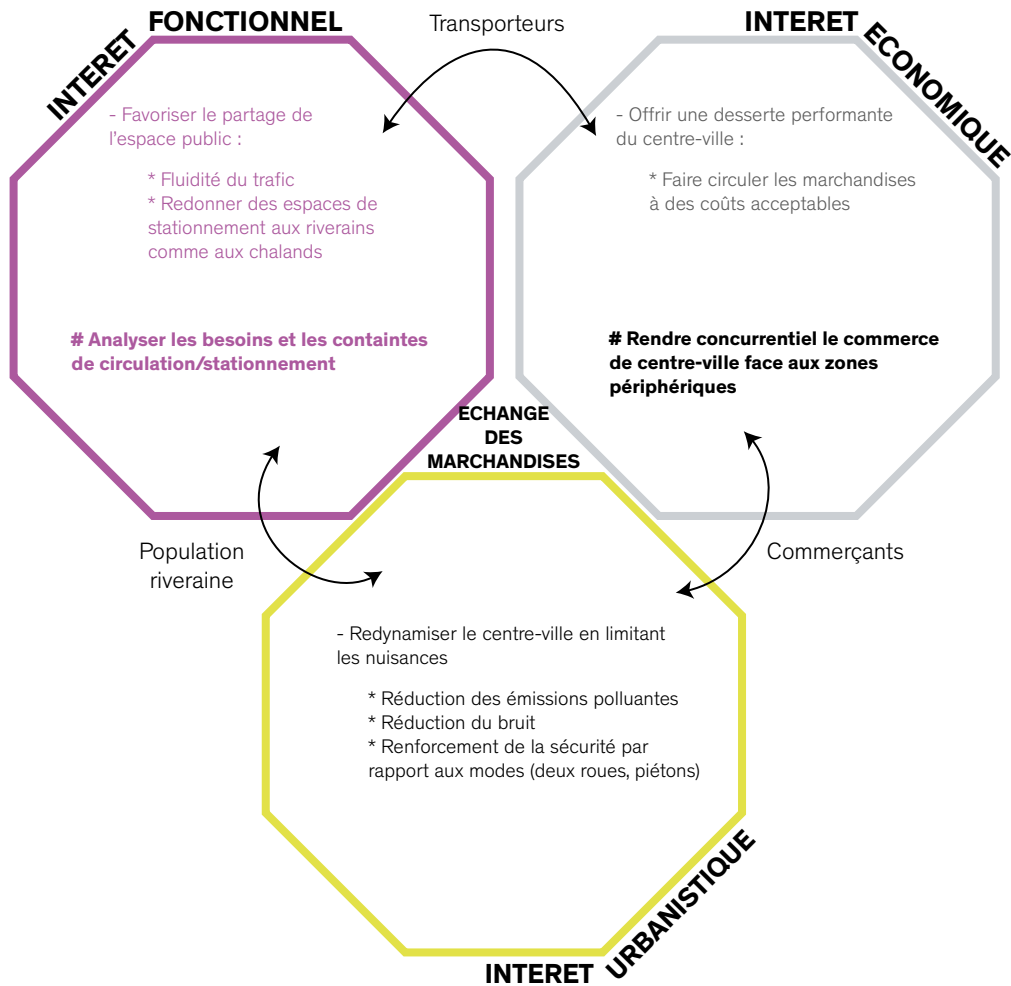 INTERET
FONCTIONNEL
- Favoriser le partage de
l'espace public :
* Fluidité du trafic
* Redonner des espaces de
stationnement aux riverains
comme aux chalands
# Analyser les besoins et les containtes
de circulation/stationnement
Transporteurs
INTERET
ECONOMIQUE
- Offrir une desserte performante
du centre-ville :
* Faire circuler les marchandises
à des coûts acceptables
# Rendre concurrentiel le commerce
de centre-ville face aux zones
périphériques
ECHANGE
DES
MARCHANDISES
Population
riveraine
Commerçants
- Redynamiser le centre-ville en limitant
les nuisances
* Réduction des émissions polluantes
* Réduction du bruit
* Renforcement de la sécurité par
rapport aux modes (deux roues, piétons)
INTERET
URBANISTIQUE